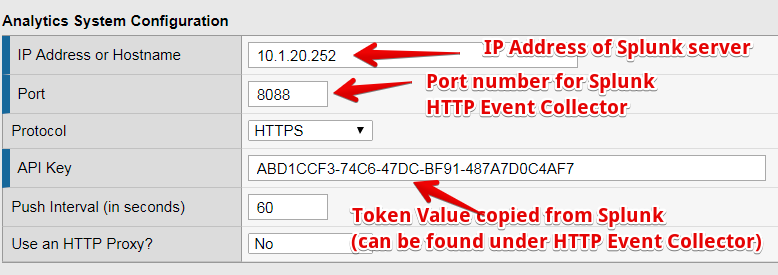 Analytics System Configuration
IP Address or Hostname
10.1.20.252
IP Address of Splunk server
Port
8088
Port number for Splunk
HTTP Event Collector
Protocol
HTTPS
API Key
ABD1CCF3-74C6-47DC-BF91-487A7D0C4AF7
Push Interval (in seconds)
60
Token Value copied from Splunk
(can be found under HTTP Event Collector)
Use an HTTP Proxy?
No